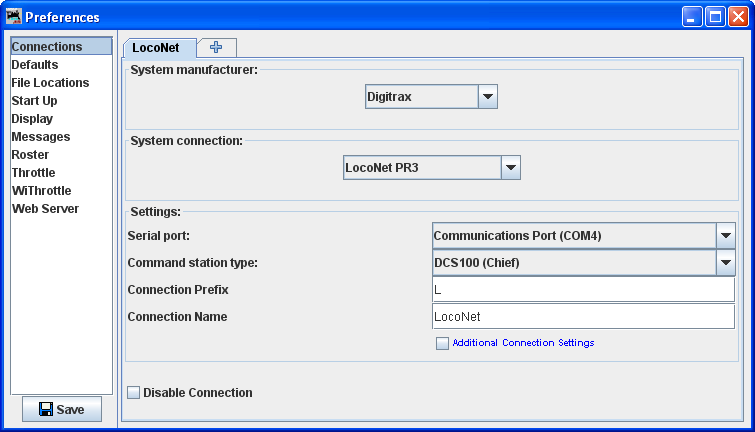 Preferences
Connections
Defaults
File Locations
Start Up
Display
Messages
Roster
Throttle
WiThrottle
Web Server
Save
LocoNet
System manufacturer:
Digitrax
System connection:
LocoNet PR3
Settings:
Serial port: Communications Port (COM4)
Command station type: DCS100 (Chief)
Connection Prefix L
Connection Name LocoNet
Additional Connection Settings
Disable Connection